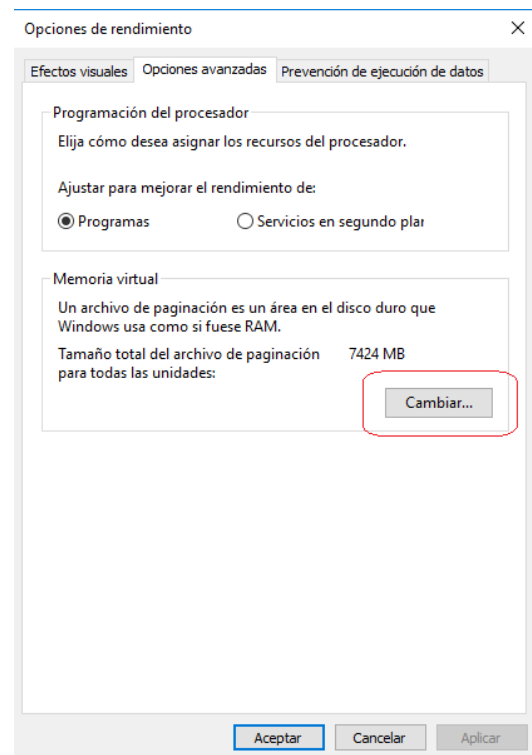 Opciones de rendimiento
Efectos visuales Opciones avanzadas Prevención de ejecución de datos
Programación del procesador
Elija cómo desea asignar los recursos del procesador.
Ajustar para mejorar el rendimiento de:
Programas Servicios en segundo plar
Memoria virtual
Un archivo de paginación es un área en el disco duro que
Windows usa como si fuese RAM.
Tamaño total del archivo de paginación 7424 MB
para todas las unidades:
Cambiar...
Aceptar Cancelar Aplicar